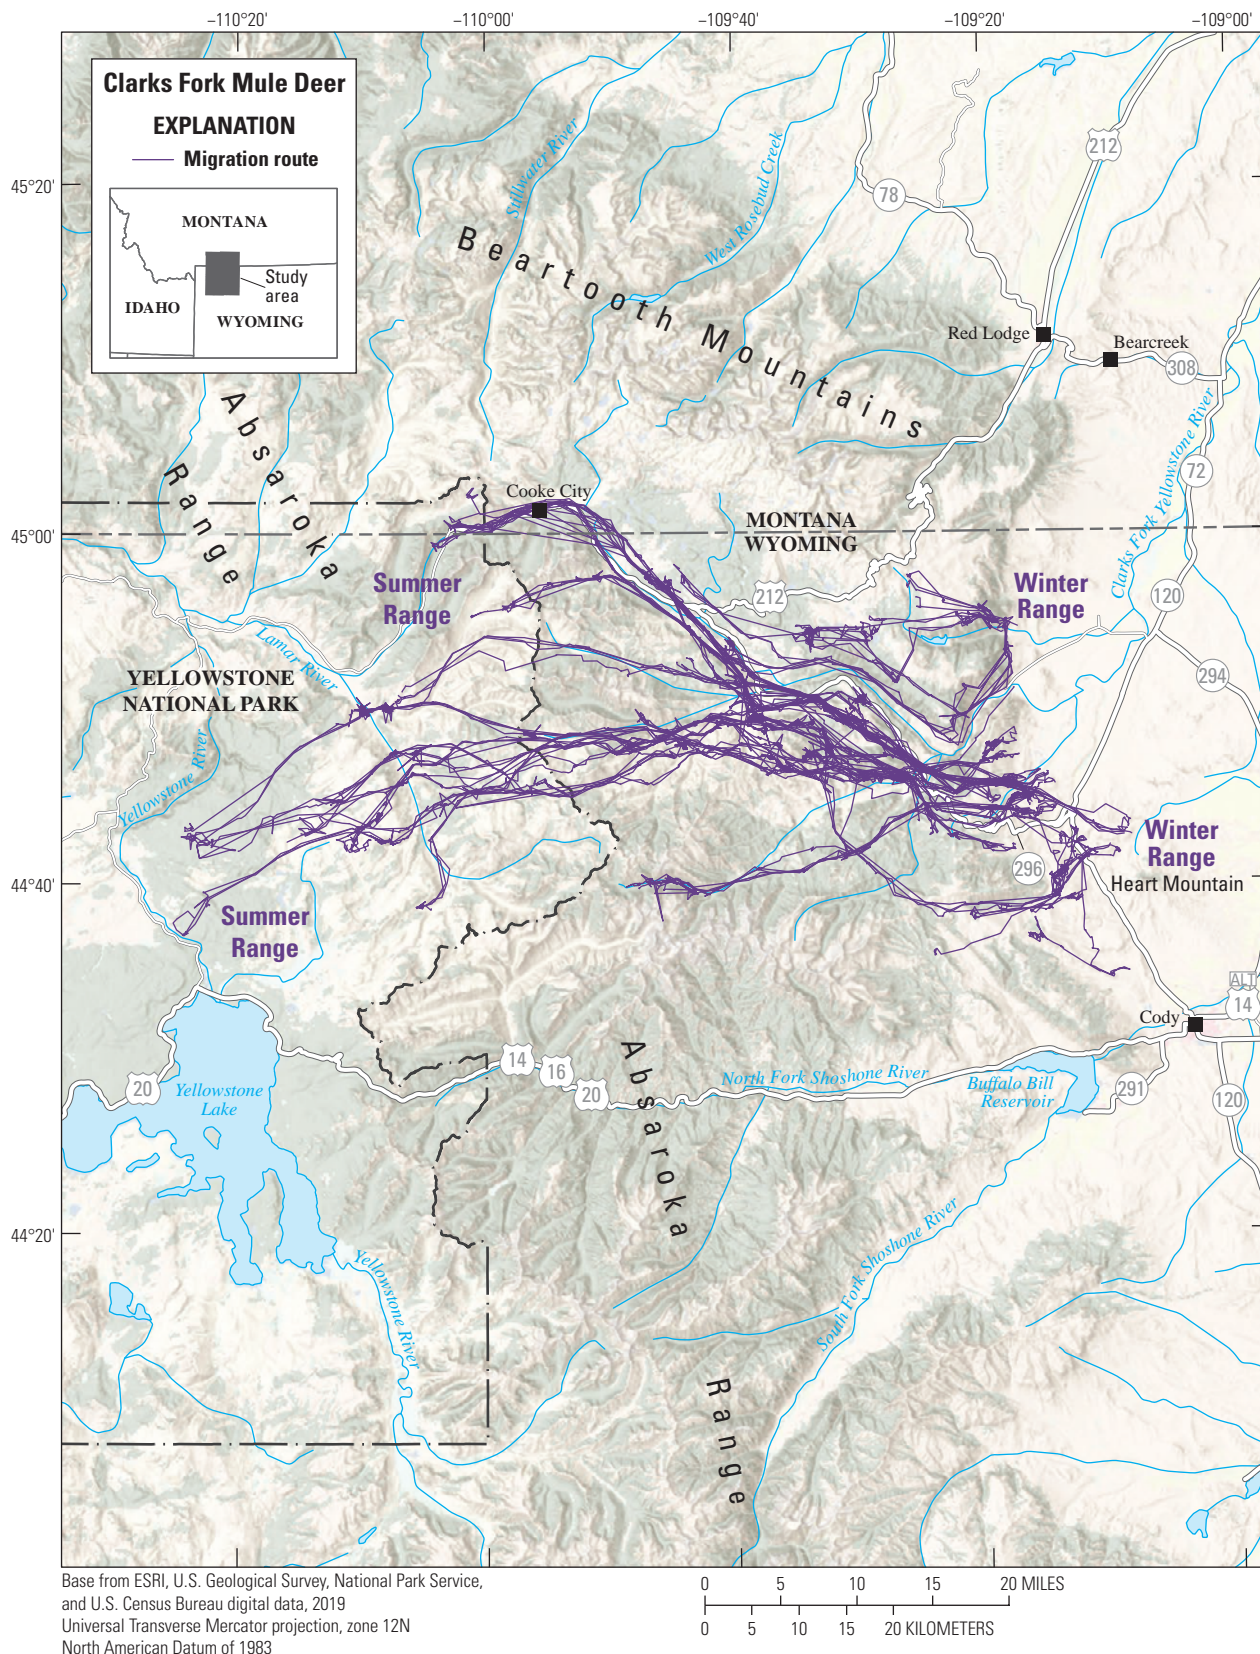 −110°20'
−110°00'
−109°40'
−109°20'
−109°00'
Clarks Fork Mule Deer
EXPLANATION
Migration route
MONTANA
Study
area
IDAHO
WYOMING
45°20'
Stillwater River
West Rosebud Creek
212
78
Beartooth Mountains
Red Lodge
Bearcreek
308
Absaroka
Range
Clarks Fork Yellowstone River
72
Cooke City
45°00'
MONTANA
WYOMING
Summer
Range
212
Winter
Range
120
Lamar River
YELLOWSTONE
NATIONAL PARK
294
Yellowstone River
Winter
Range
Heart Mountain
296
44°40'
Summer
Range
ALT
14
Cody
14
16
20
20
Yellowstone
Lake
North Fork Shoshone River
Buffalo Bill
Reservoir
291
120
Absaroka
Range
44°20'
Yellowstone River
South Fork Shoshone River
Base from ESRI, U.S. Geological Survey, National Park Service,
and U.S. Census Bureau digital data, 2019
Universal Transverse Mercator projection, zone 12N
North American Datum of 1983
0 5 10 15 20 MILES
0 5 10 15 20 KILOMETERS